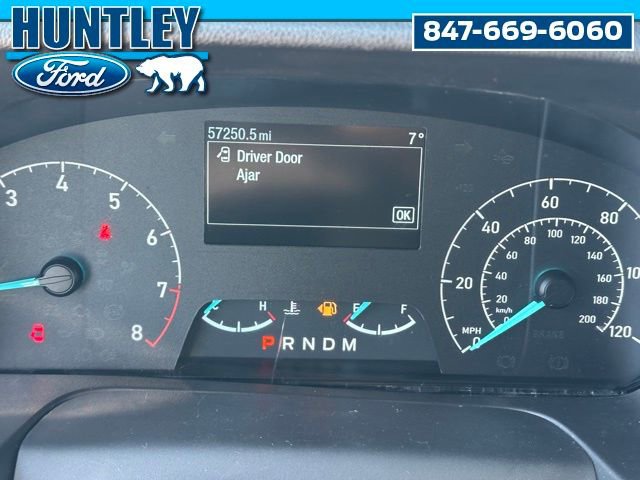 HUNTLEY
Ford
847-669-6060
57250.5 mi 7°
Driver Door
Ajar
OK
3 4 5 6 7 8
C H
E F
P R N D M
0 20 40 60 80 100 120
MPH
0 20 40 60 80 100 120 140 160 180 200
km/h
BRAKE